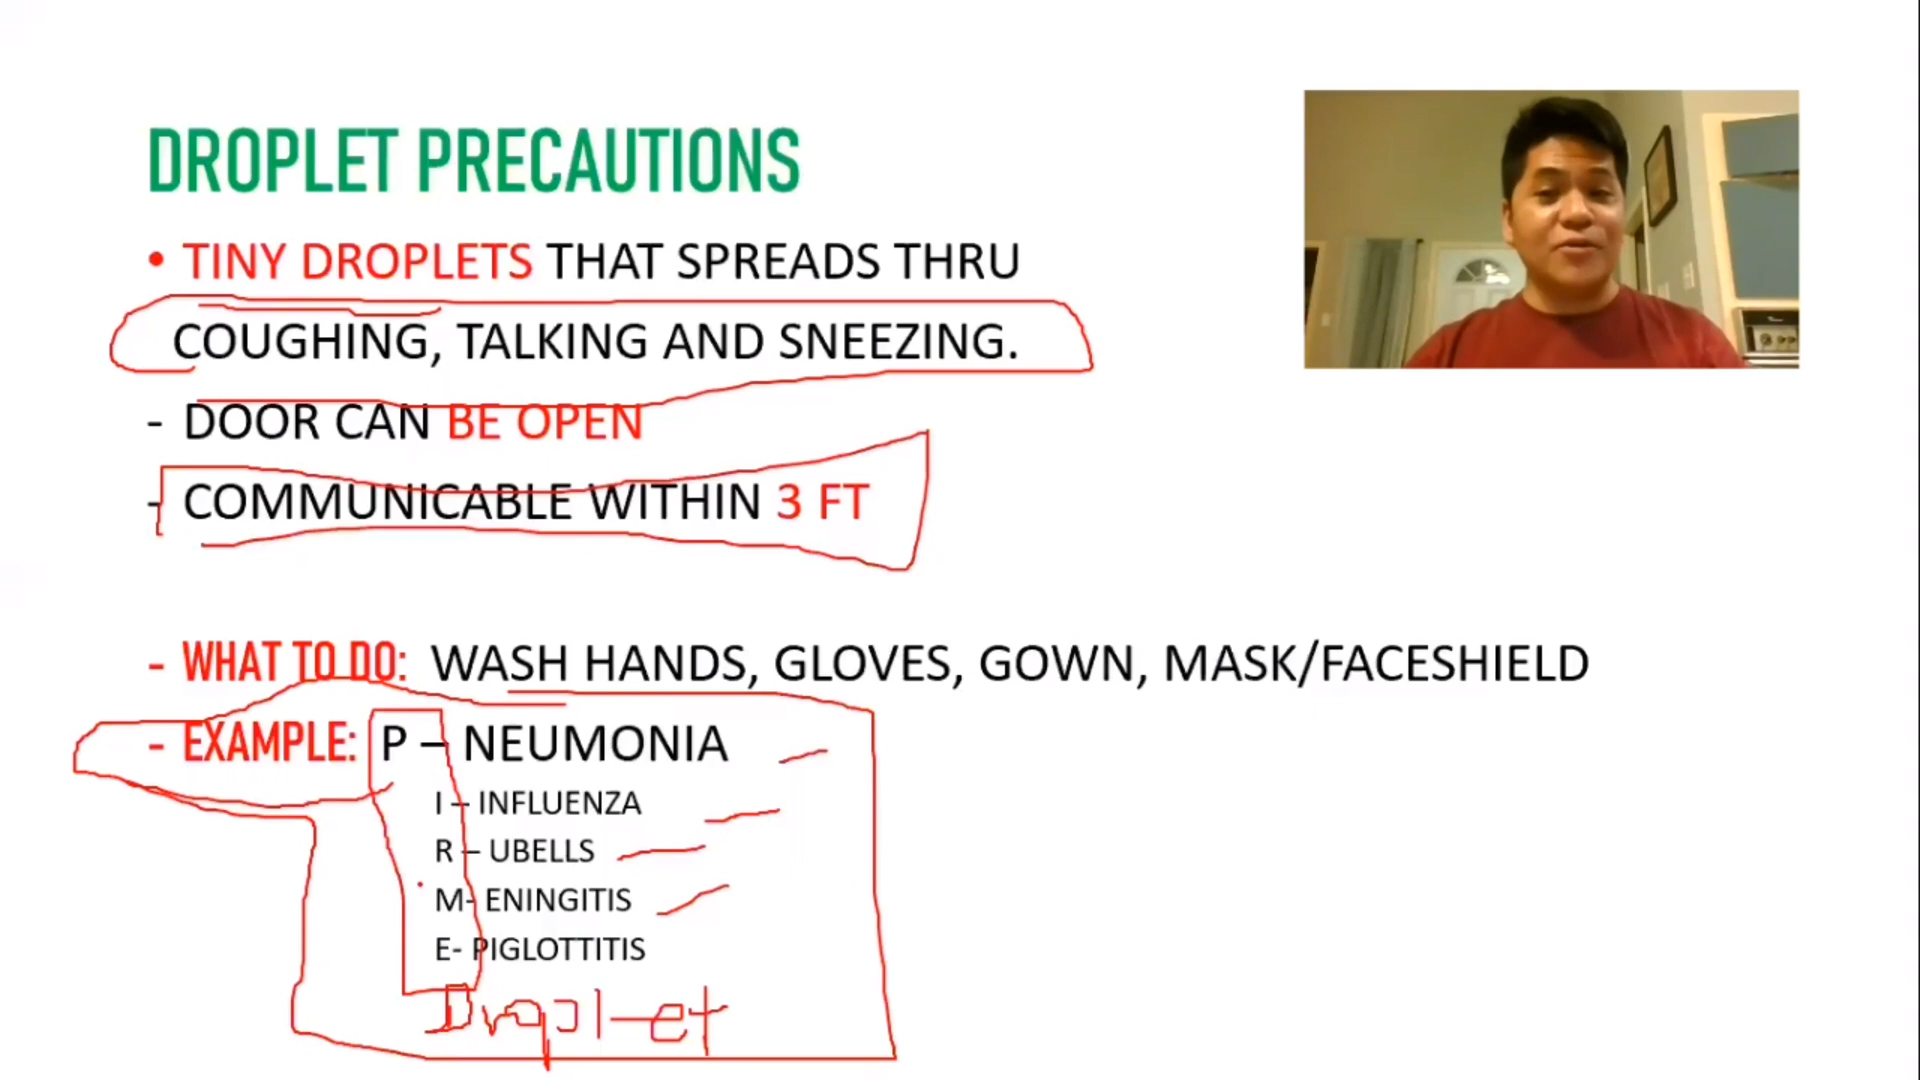 DROPLET PRECAUTIONS
• TINY DROPLETS THAT SPREADS THRU
COUGHING, TALKING AND SNEEZING.
- DOOR CAN BE OPEN
- COMMUNICABLE WITHIN 3 FT
- WHAT TO DO: WASH HANDS, GLOVES, GOWN, MASK/FACESHIELD
- EXAMPLE: P – NEUMONIA
I – INFLUENZA
R – UBELLS
M- ENINGITIS
E- PIGLOTTITIS
Droplet